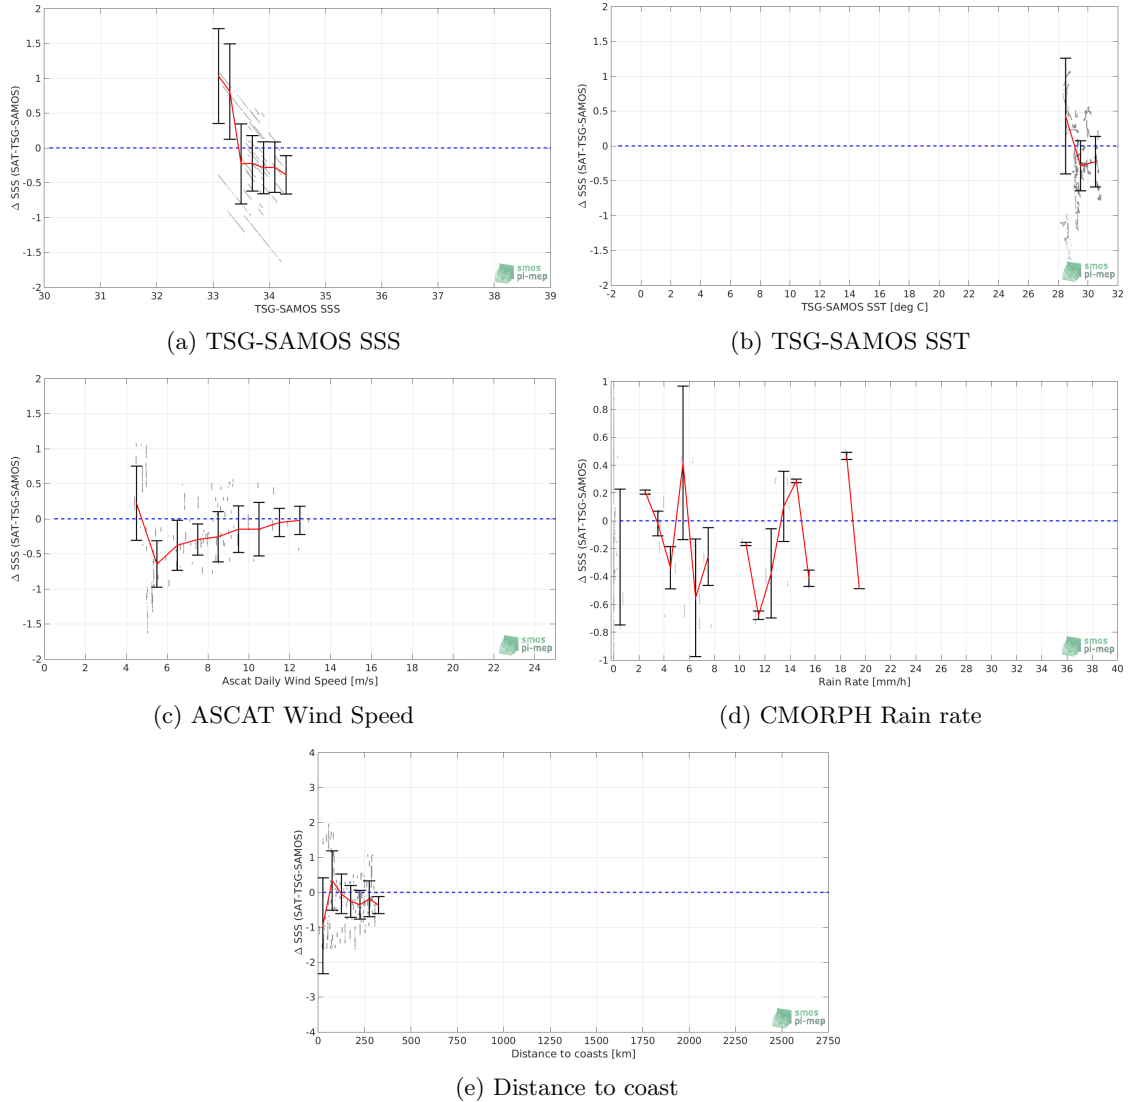 2
1.5
1
0.5
0
-0.5
-1
-1.5
-2
Δ SSS (SAT-TSG-SAMOS)
30 31 32 33 34 35 36 37 38 39
TSG-SAMOS SSS
smos
pi-mep
(a) TSG-SAMOS SSS
2
1.5
1
0.5
0
-0.5
-1
-1.5
-2
Δ SSS (SAT-TSG-SAMOS)
-2 0 2 4 6 8 10 12 14 16 18 20 22 24 26 28 30 32
TSG-SAMOS SST [deg C]
smos
pi-mep
(b) TSG-SAMOS SST
2
1.5
1
0.5
0
-0.5
-1
-1.5
-2
Δ SSS (SAT-TSG-SAMOS)
0 2 4 6 8 10 12 14 16 18 20 22 24
Ascat Daily Wind Speed [m/s]
smos
pi-mep
(c) ASCAT Wind Speed
1
0.8
0.6
0.4
0.2
0
-0.2
-0.4
-0.6
-0.8
-1
Δ SSS (SAT-TSG-SAMOS)
0 2 4 6 8 10 12 14 16 18 20 22 24 26 28 30 32 34 36 38 40
Rain Rate [mm/h]
smos
pi-mep
(d) CMORPH Rain rate
4
3
2
1
0
-1
-2
-3
-4
Δ SSS (SAT-TSG-SAMOS)
0 250 500 750 1000 1250 1500 1750 2000 2250 2500 2750
Distance to coasts [km]
smos
pi-mep
(e) Distance to coast